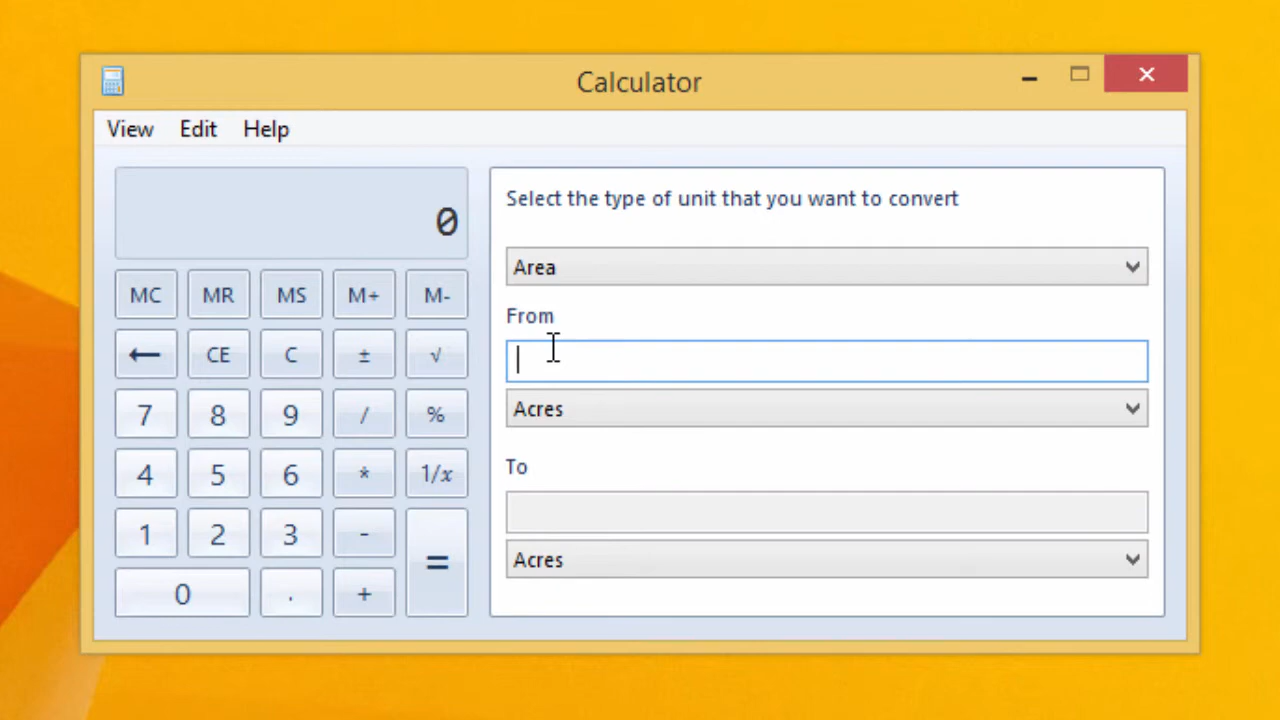 Calculator
View Edit Help
0
MC MR MS M+ M-
← CE C ± √
7 8 9 / %
4 5 6 * 1/x
1 2 3 - =
0 . +
Select the type of unit that you want to convert
Area
From
Acres
To
Acres